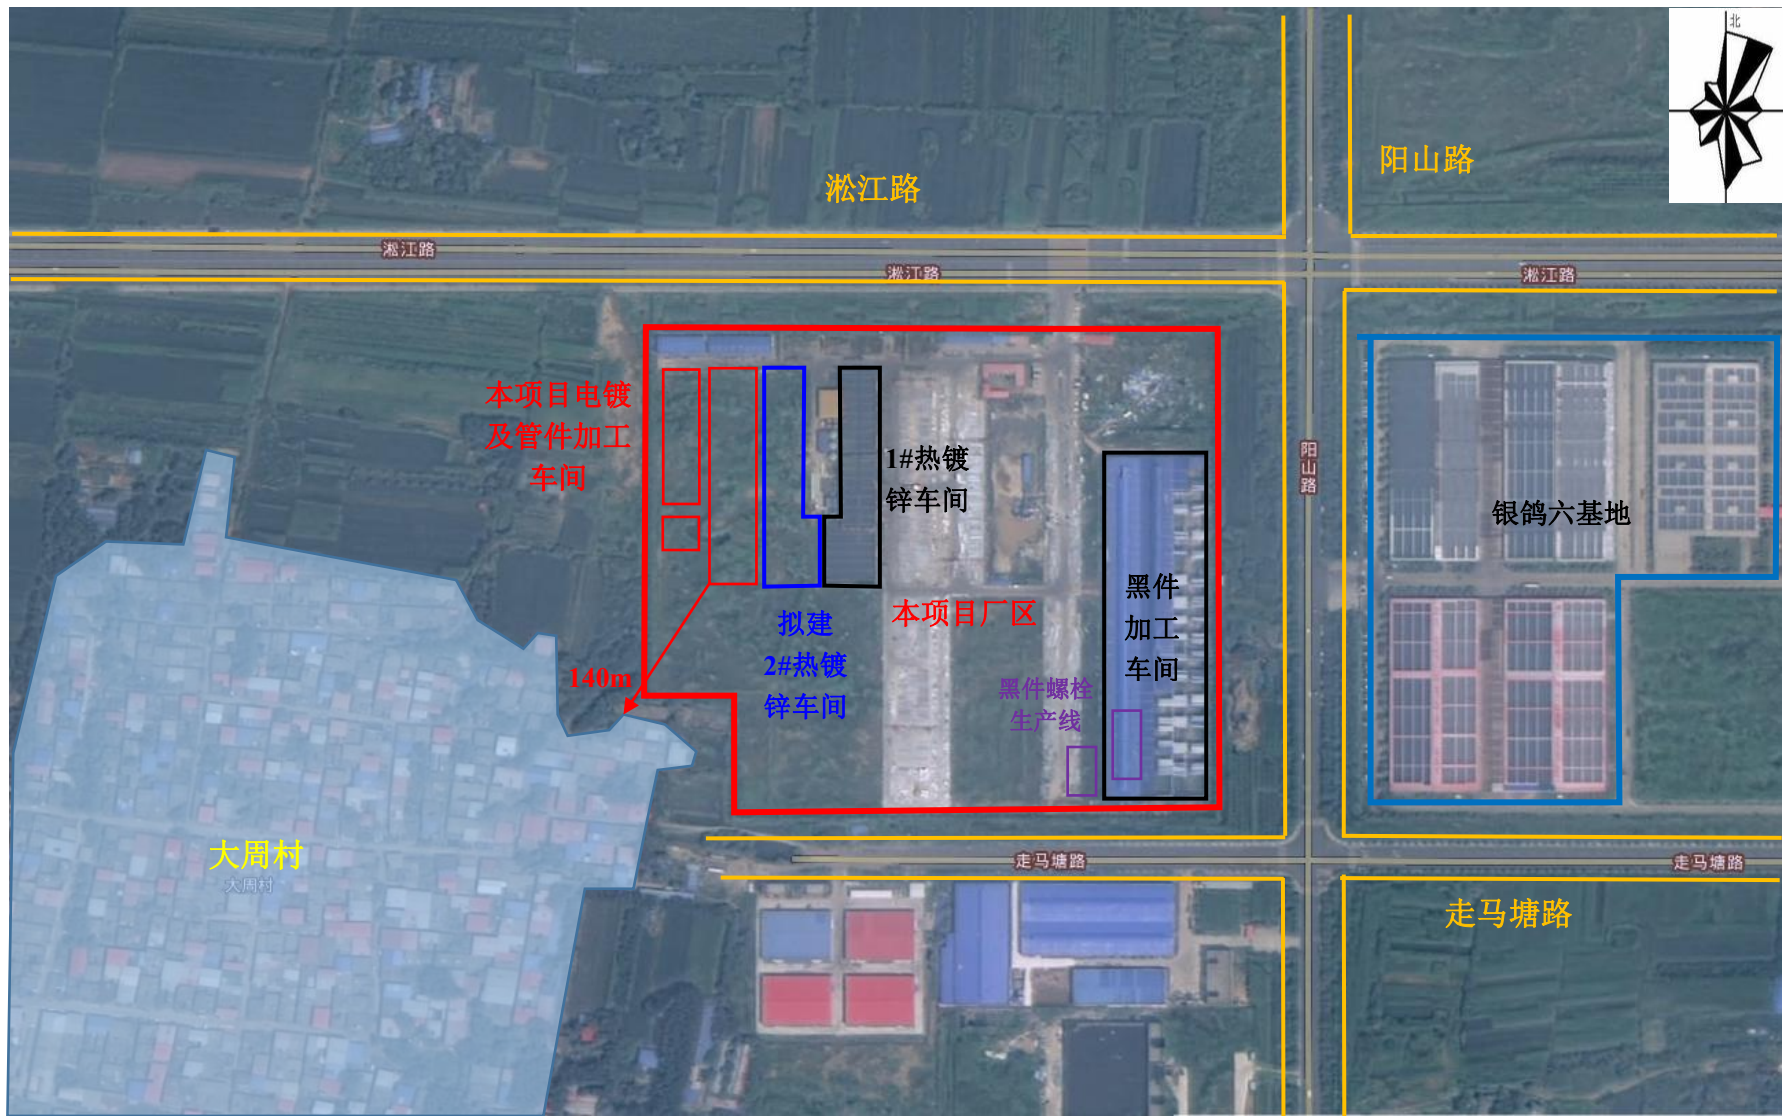 北
阳山路
淞江路
淞江路
淞江路
淞江路
本项目电镀
及管件加工
车间
1#热镀
锌车间
阳山路
银鸽六基地
黑件
加工
车间
本项目厂区
拟建
2#热镀
锌车间
140m
黑件螺栓
生产线
大周村
大周村
走马塘路
走马塘路
走马塘路